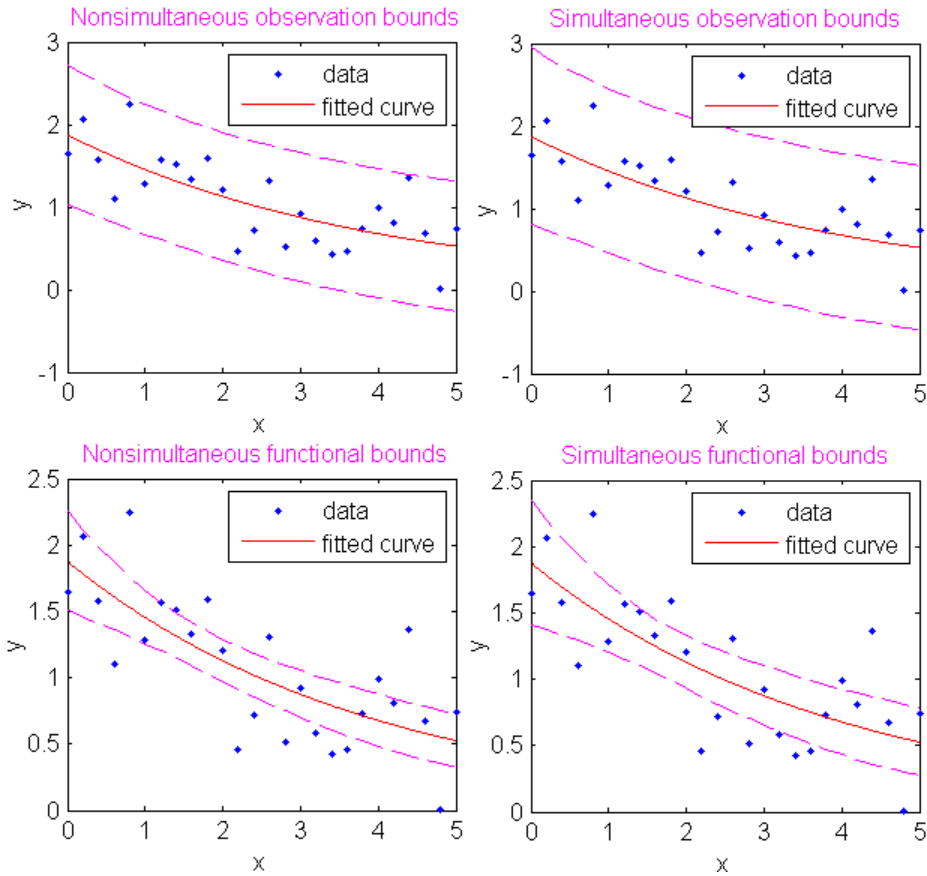 Nonsimultaneous observation bounds
3
2
1
0
-1
y
data
fitted curve
0 1 2 3 4 5
x
Simultaneous observation bounds
3
2
1
0
-1
y
data
fitted curve
0 1 2 3 4 5
x
Nonsimultaneous functional bounds
2.5
2
1.5
1
0.5
0
y
data
fitted curve
0 1 2 3 4 5
x
Simultaneous functional bounds
2.5
2
1.5
1
0.5
0
y
data
fitted curve
0 1 2 3 4 5
x